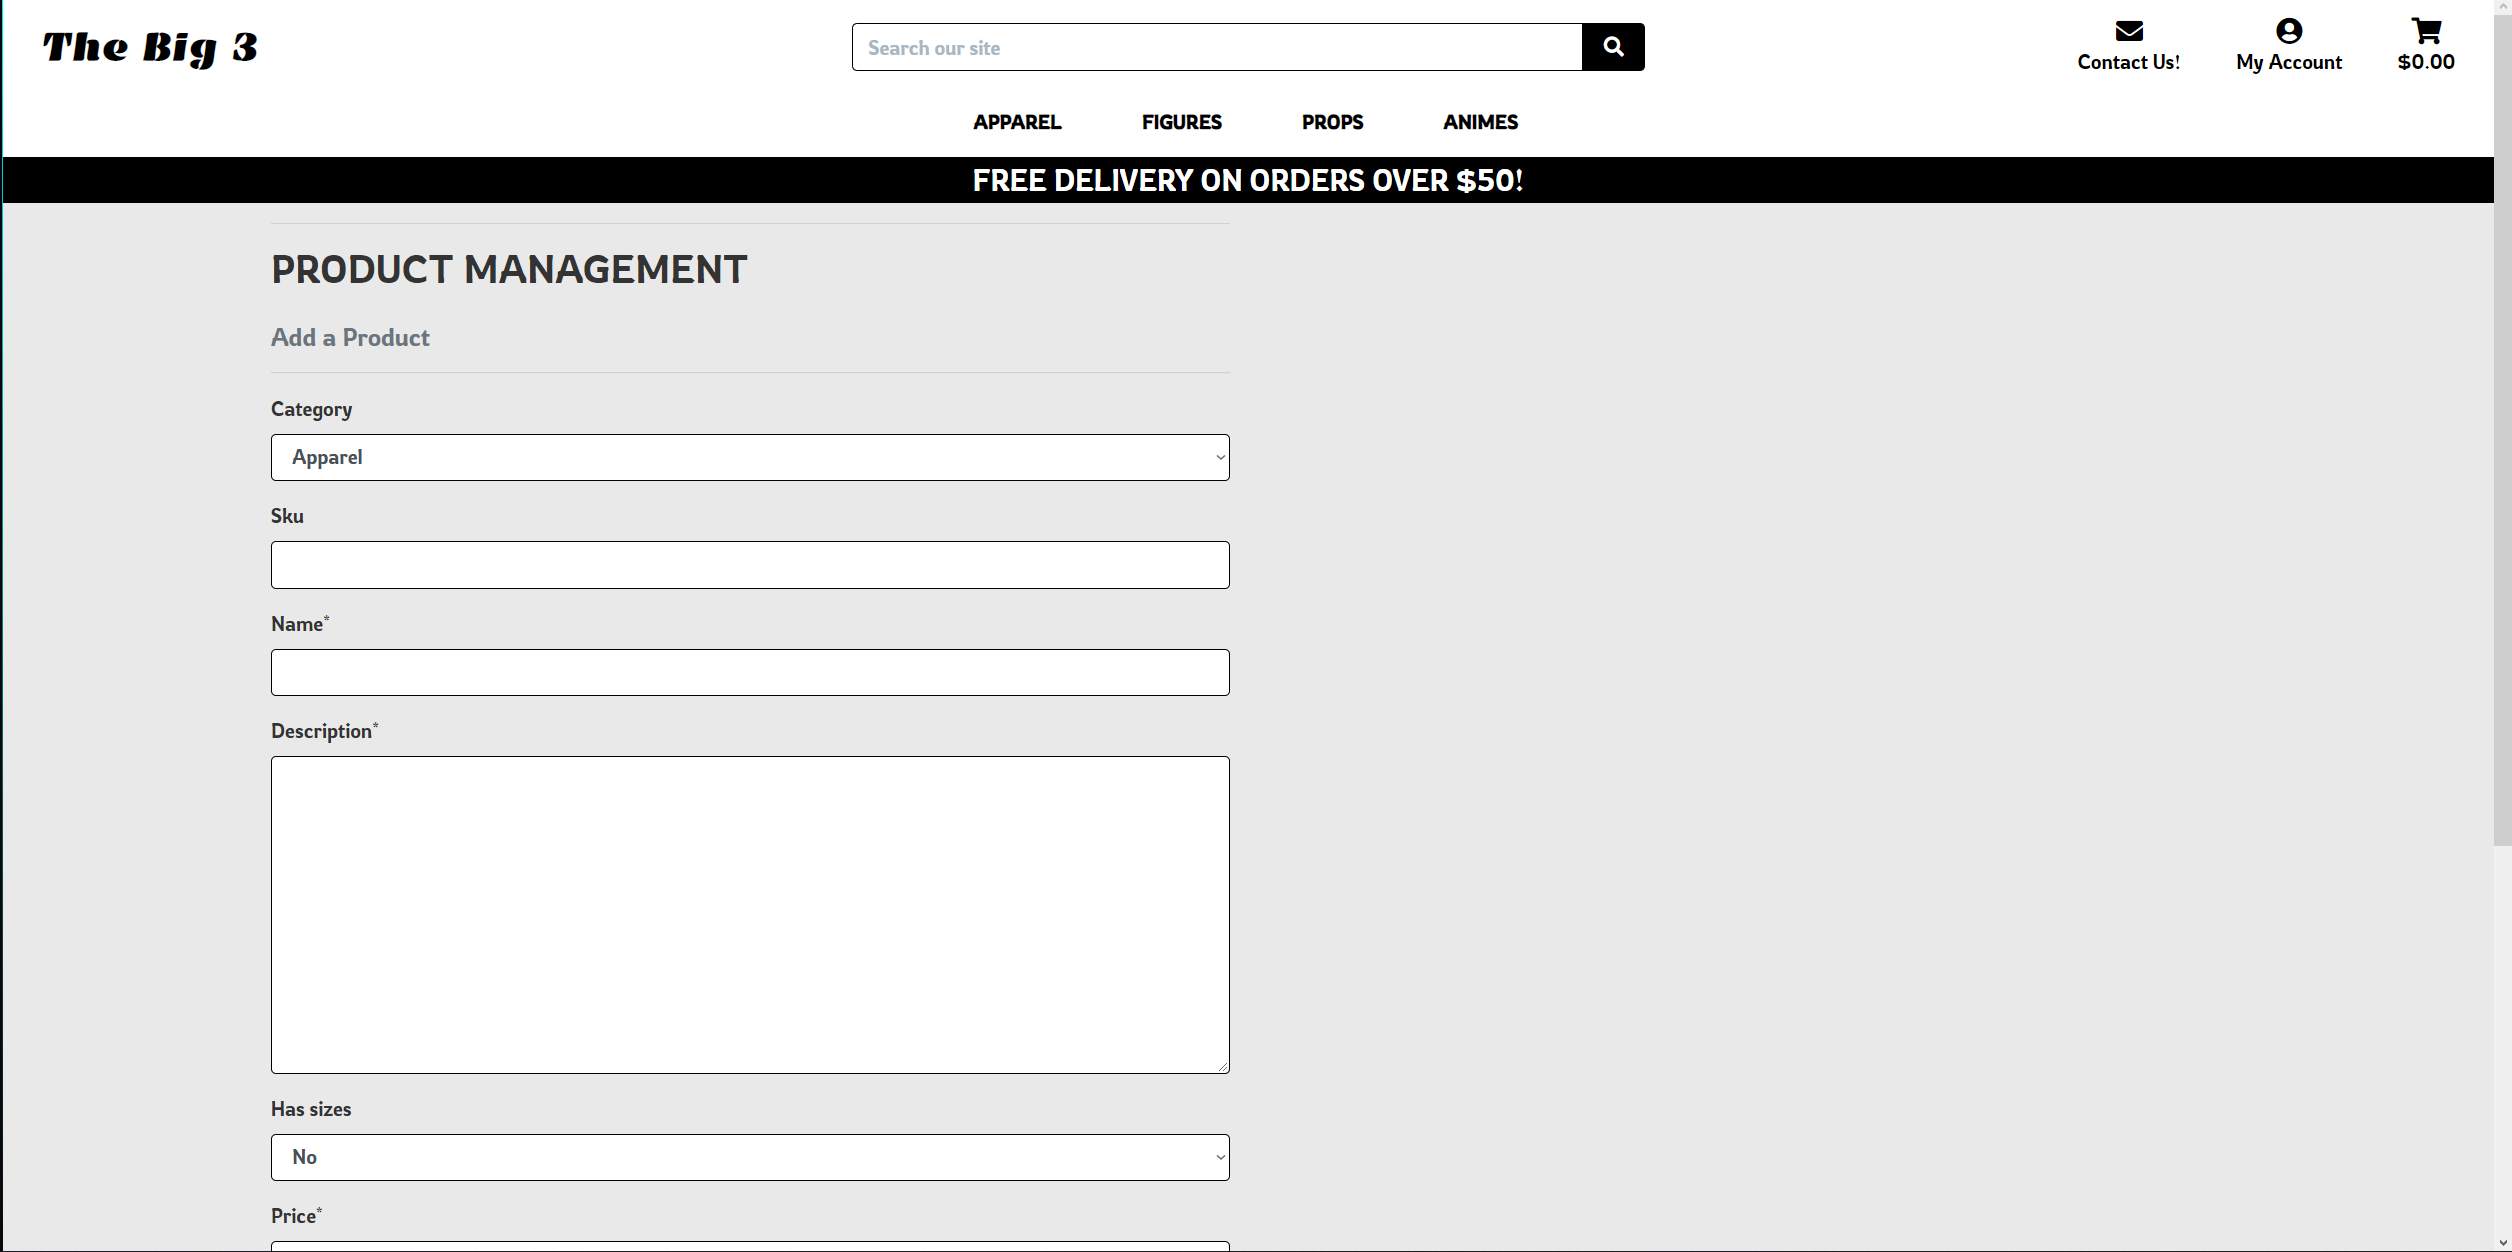 The Big 3
Search our site
Contact Us!
My Account
$0.00
APPAREL FIGURES PROPS ANIMES
FREE DELIVERY ON ORDERS OVER $50!
PRODUCT MANAGEMENT
Add a Product
Category
Apparel
Sku
Name*
Description*
Has sizes
No
Price*